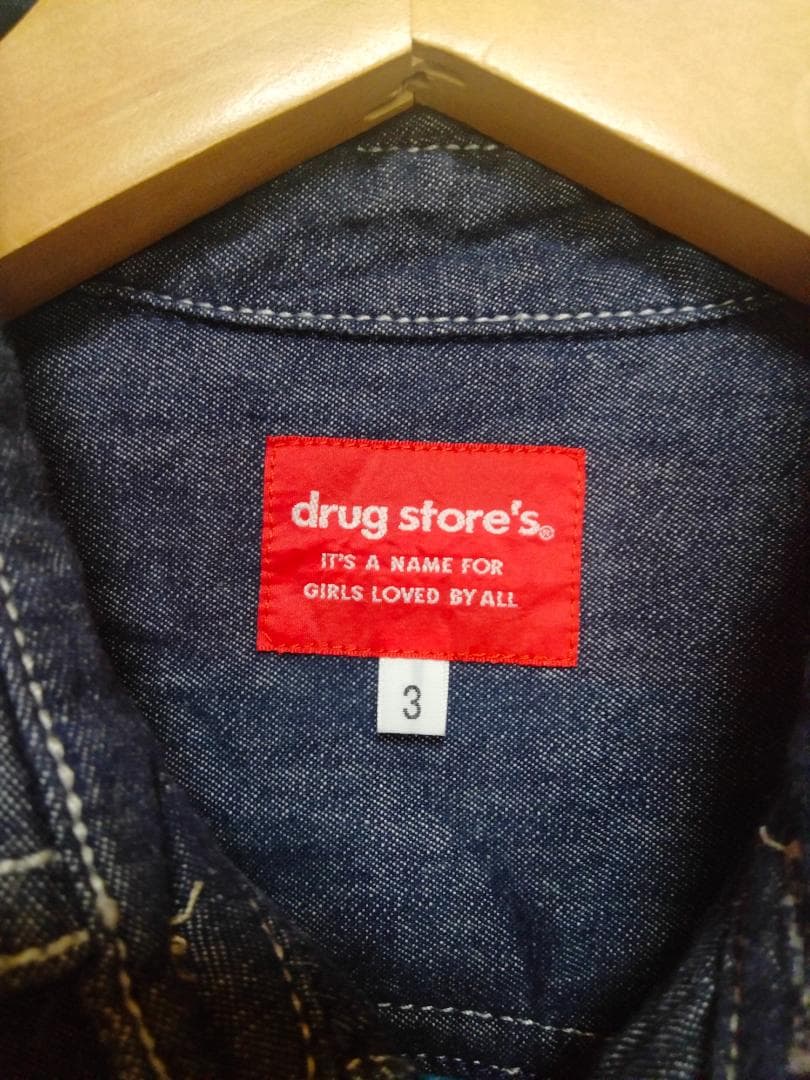 drug store's®
IT'S A NAME FOR
GIRLS LOVED BY ALL
3